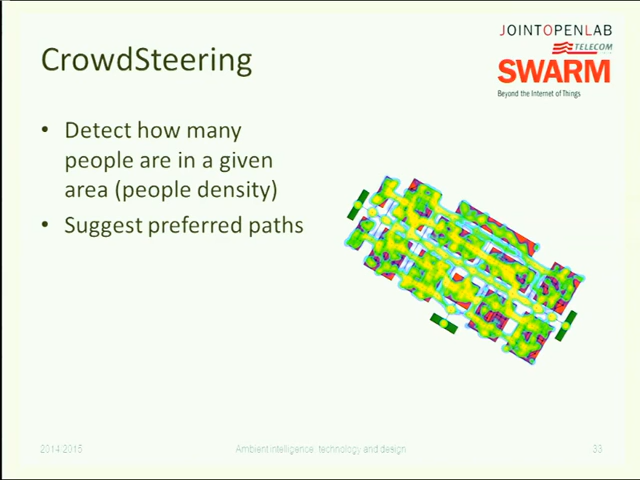 CrowdSteering
JOINTOPENLAB
TELECOM
SWARM
Beyond the Internet of Things
• Detect how many
people are in a given
area (people density)
• Suggest preferred paths
2014:2015
Ambient intelligence: technology and design
33